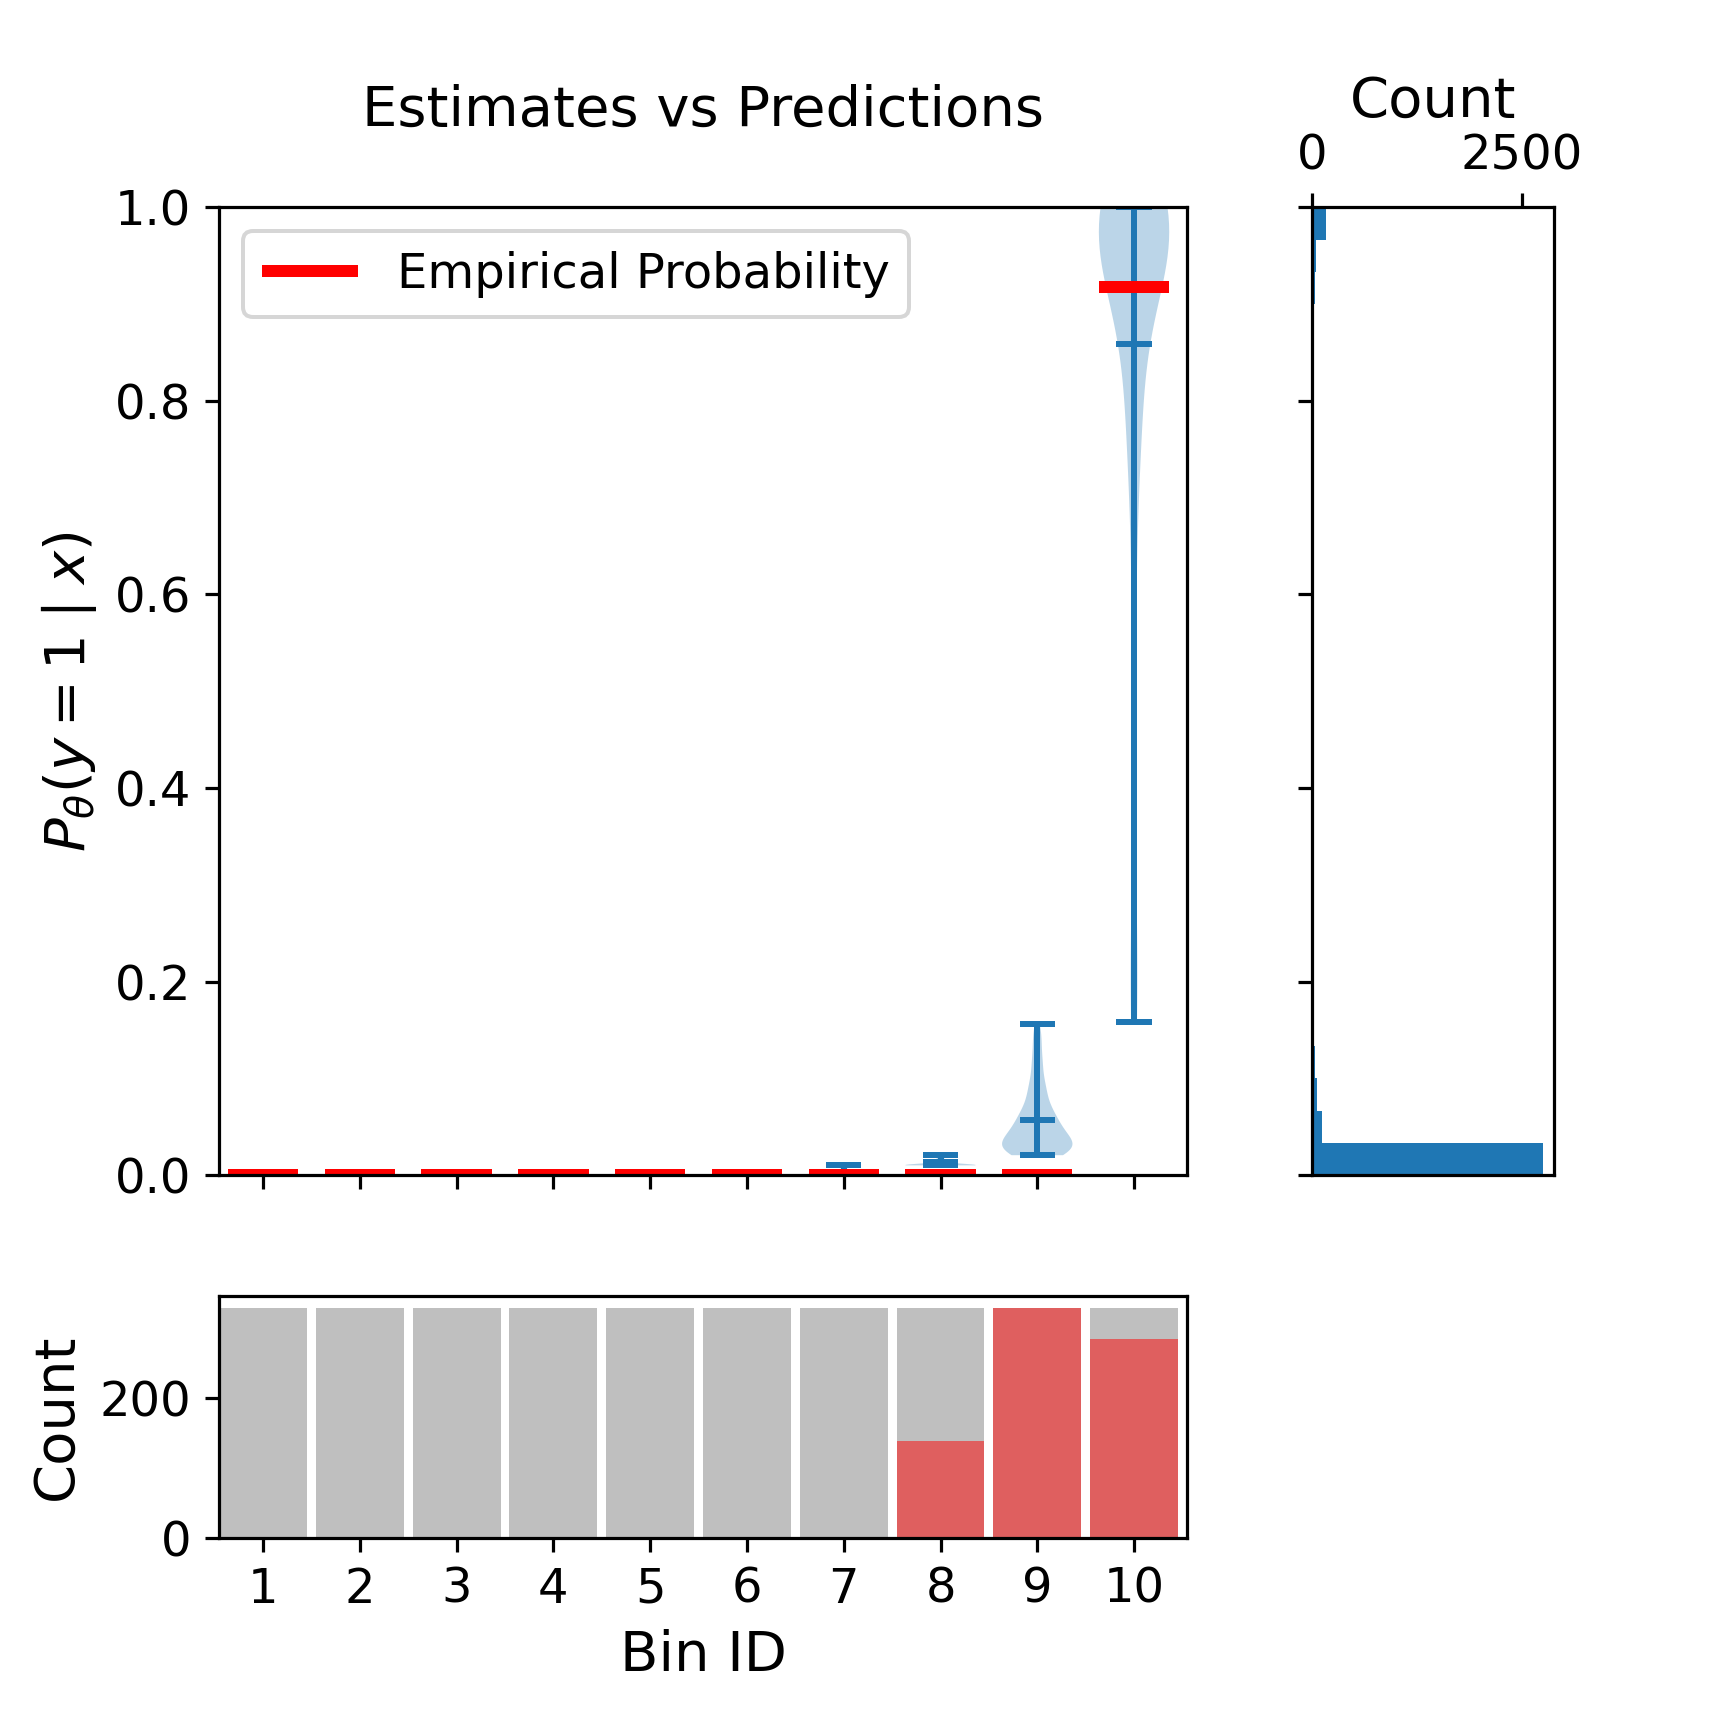 Estimates vs Predictions
Count
0 2500
1.0
Empirical Probability
0.8
0.6
0.4
0.2
0.0
P_θ(y = 1 | x)
Count
200
0
1 2 3 4 5 6 7 8 9 10
Bin ID